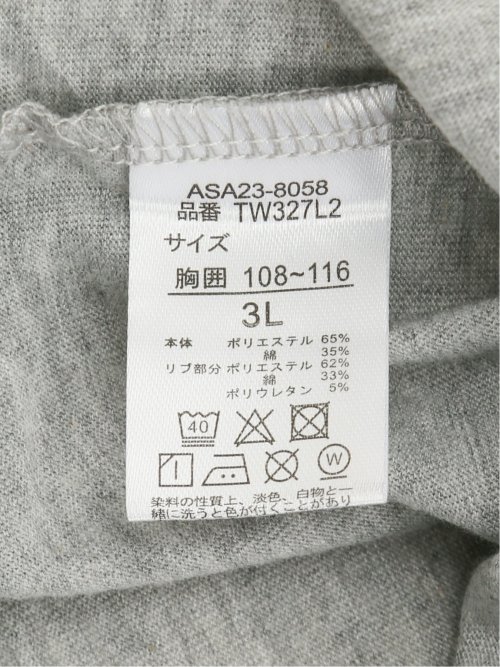 ASA23-8058
品番 TW327L2
サイズ
胸囲 108~116
3L
本体 ポリエステル 65%
綿 35%
リブ部分 ポリエステル 62%
綿 33%
ポリウレタン 5%
40
W
染料の性質上、淡色、白物と一
緒に洗うと色が付くことがあり